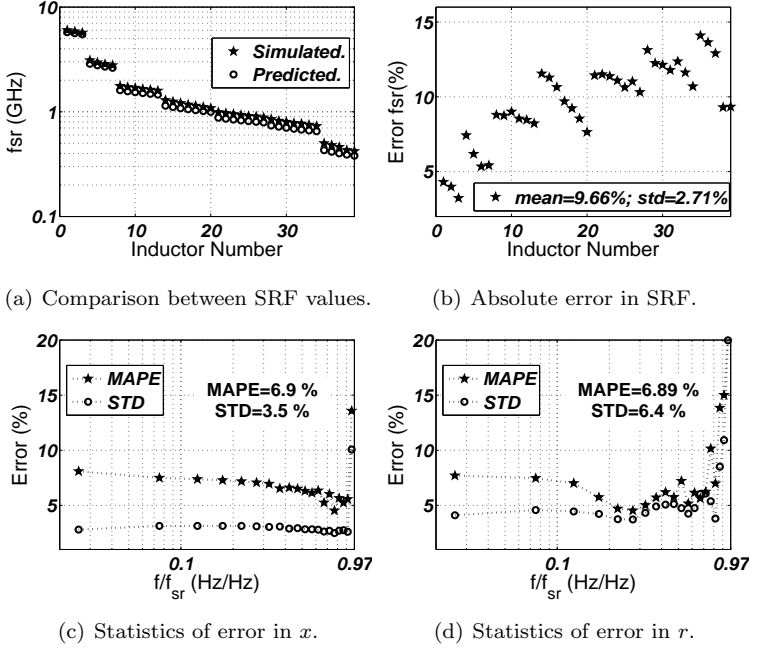 10
1
0.1
fsr (GHz)
Simulated.
Predicted.
0 10 20 30
Inductor Number
(a) Comparison between SRF values.
15
10
5
Error fsr(%)
mean=9.66%; std=2.71%
0 10 20 30
Inductor Number
(b) Absolute error in SRF.
20
15
10
5
Error (%)
MAPE
STD
MAPE=6.9 %
STD=3.5 %
0.1 0.97
f/fsr (Hz/Hz)
(c) Statistics of error in x.
20
15
10
5
Error (%)
MAPE
STD
MAPE=6.89 %
STD=6.4 %
0.1 0.97
f/fsr (Hz/Hz)
(d) Statistics of error in r.